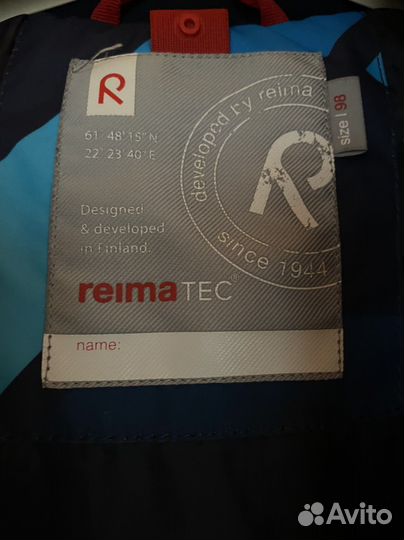 R
61° 48' 15" N
22° 23' 40" E
Designed
& developed
in Finland.
reimaTEC®
name:
developed by reima
R
since 1944
size | 98
Avito